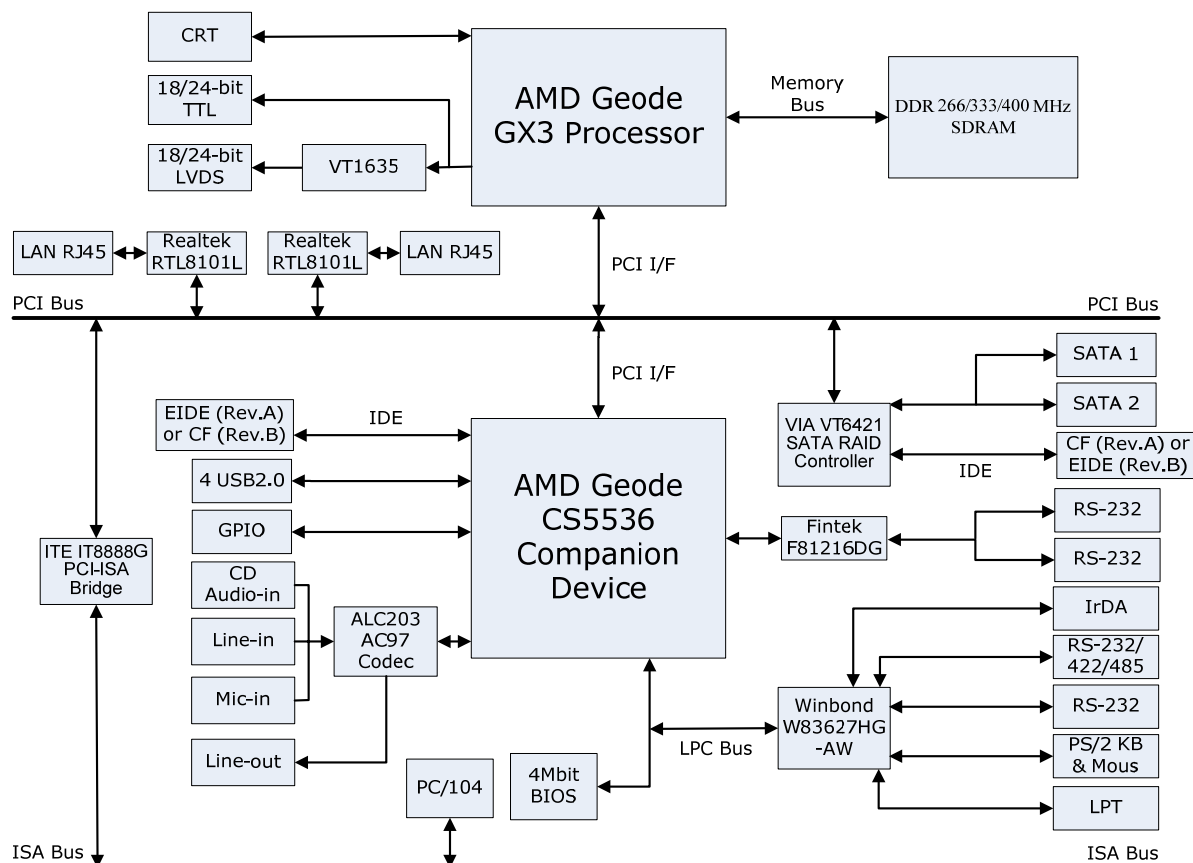 CRT
18/24-bit
TTL
18/24-bit
LVDS
VT1635
AMD Geode
GX3 Processor
Memory
Bus
DDR 266/333/400 MHz
SDRAM
LAN RJ45
Realtek
RTL8101L
Realtek
RTL8101L
LAN RJ45
PCI I/F
PCI Bus
PCI Bus
PCI I/F
EIDE (Rev.A)
or CF (Rev.B)
IDE
4 USB2.0
GPIO
AMD Geode
CS5536
Companion
Device
VIA VT6421
SATA RAID
Controller
SATA 1
SATA 2
CF (Rev.A) or
EIDE (Rev.B)
IDE
Fintek
F81216DG
RS-232
RS-232
ITE IT8888G
PCI-ISA
Bridge
CD
Audio-in
Line-in
Mic-in
Line-out
ALC203
AC97
Codec
IrDA
RS-232/
422/485
RS-232
PS/2 KB
& Mous
LPT
Winbond
W83627HG
-AW
LPC Bus
4Mbit
BIOS
PC/104
ISA Bus
ISA Bus